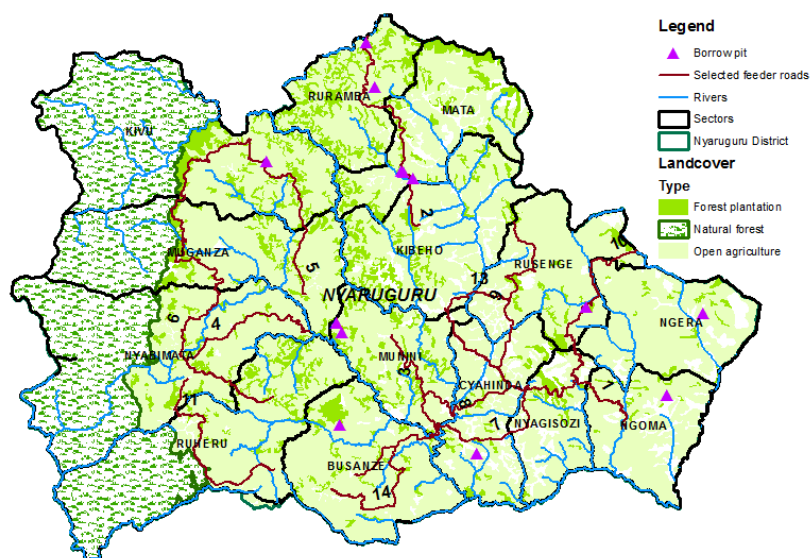 Legend
Borrow pit
Selected feeder roads
Rivers
Sectors
Nyaruguru District
Landcover
Type
Forest plantation
Natural forest
Open agriculture
RURAMBA
MATA
KIVU
2
KIBEHO
10
MUGANZA
5
13
RUSENGE
9
NYARUGURU
NGERA
6
4
NYABIMATA
MUNINI
3
CYAHINDA
1
11
8
NYAGISOZI
NGOMA
7
RUHERU
BUSANZE
14